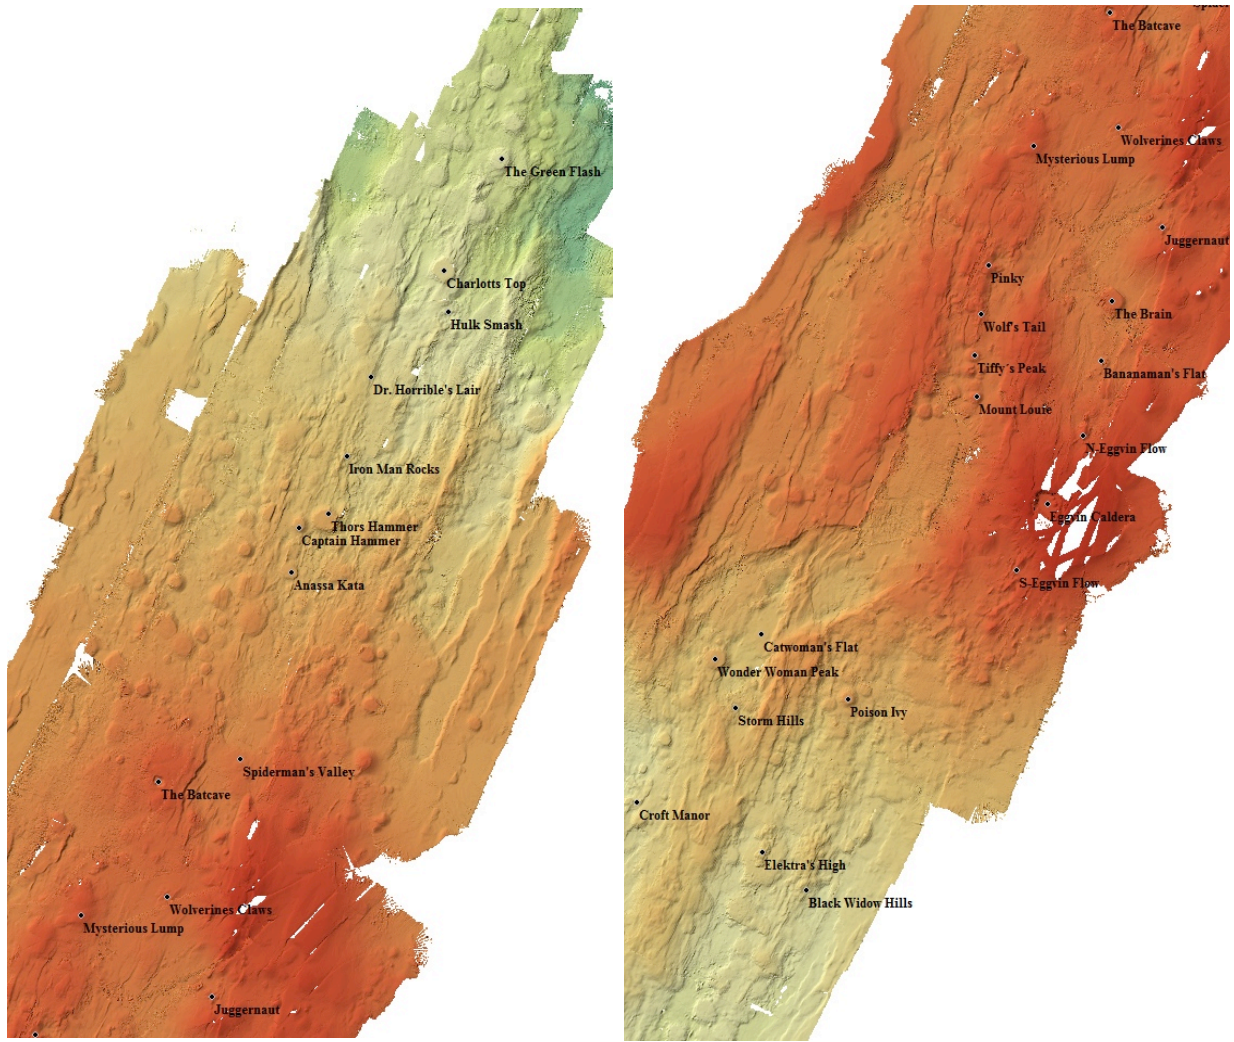 The Green Flash
Charlotts Top
Hulk Smash
Dr. Horrible's Lair
Iron Man Rocks
Thors Hammer
Captain Hammer
Anassa Kata
Spiderman's Valley
The Batcave
Wolverines Claws
Mysterious Lump
Juggernaut
The Batcave
Wolverines Claws
Mysterious Lump
Juggernaut
Pinky
The Brain
Wolf's Tail
Tiffy's Peak
Bananaman's Flat
Mount Louie
N-Eggvin Flow
Eggvin Caldera
S-Eggvin Flow
Catwoman's Flat
Wonder Woman Peak
Storm Hills
Poison Ivy
Croft Manor
Elektra's High
Black Widow Hills